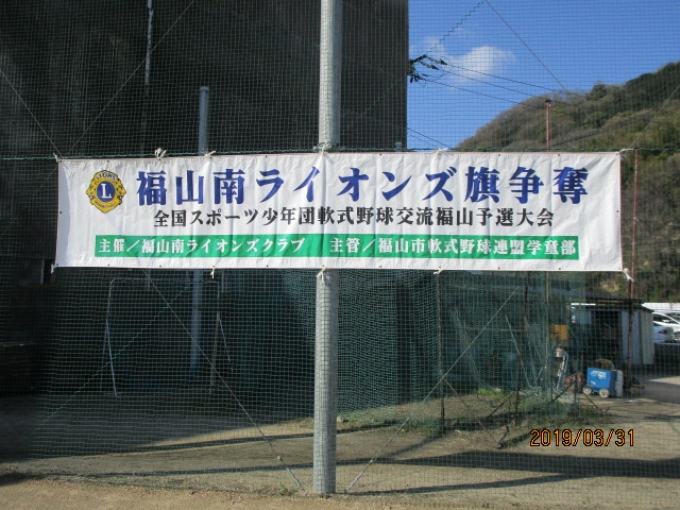 福山南ライオンズ旗争奪
全国スポーツ少年団軟式野球交流福山予選大会
主催／福山南ライオンズクラブ 主管／福山市軟式野球連盟学童部
LIONS
L
2019/03/31